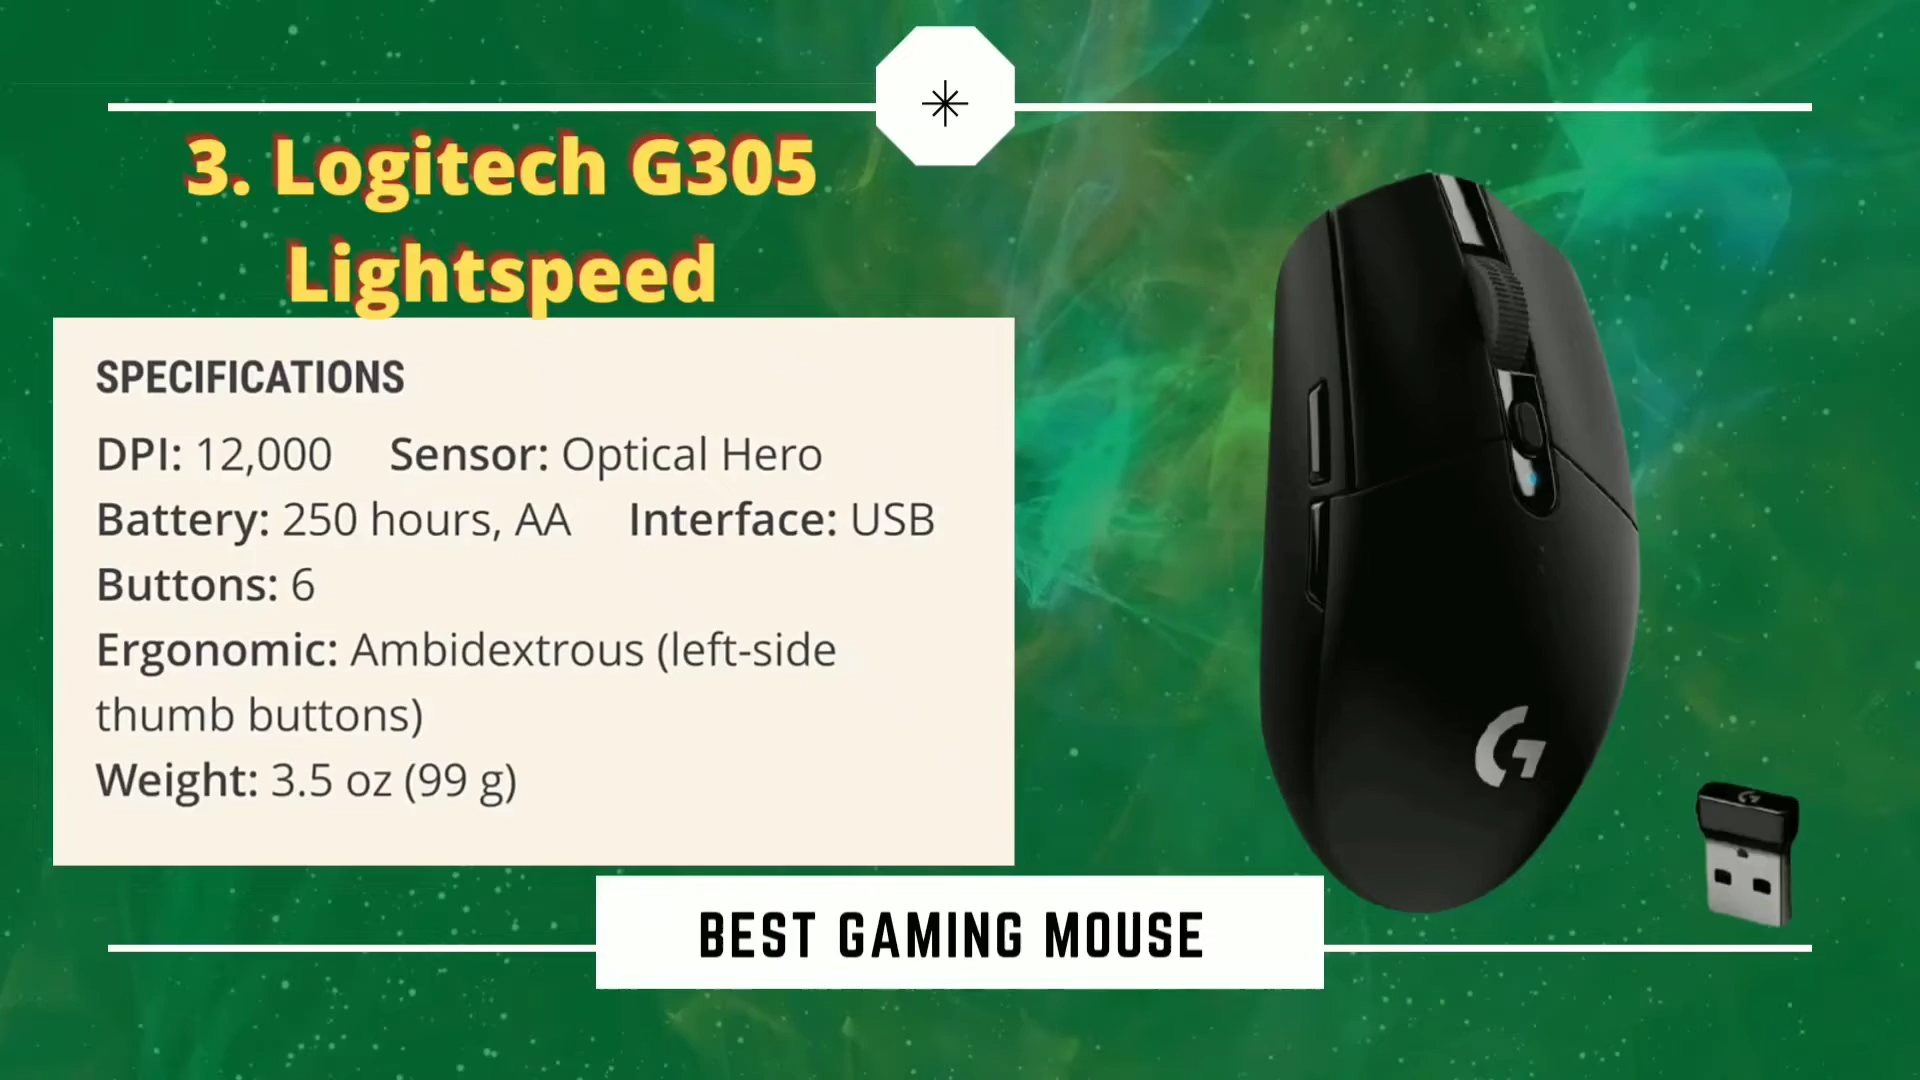 3. Logitech G305
Lightspeed
SPECIFICATIONS
DPI: 12,000 Sensor: Optical Hero
Battery: 250 hours, AA Interface: USB
Buttons: 6
Ergonomic: Ambidextrous (left-side
thumb buttons)
Weight: 3.5 oz (99 g)
BEST GAMING MOUSE